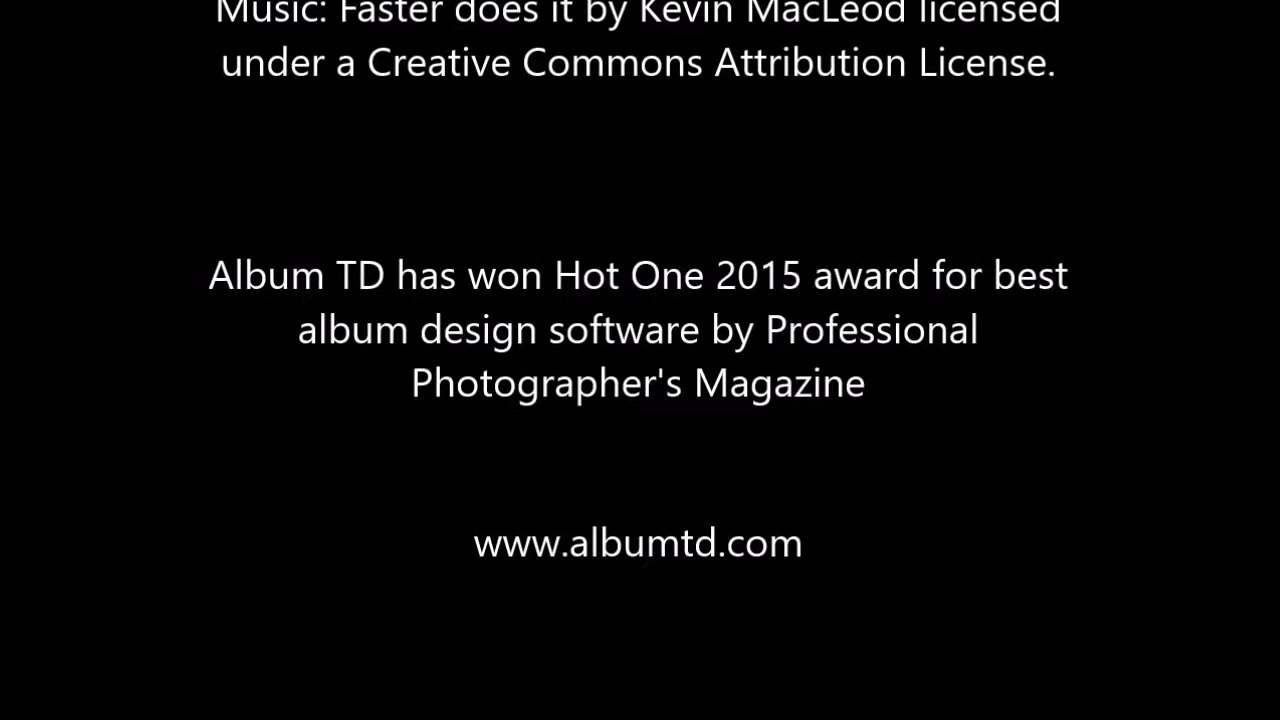 Music: Faster does it by Kevin MacLeod licensed
under a Creative Commons Attribution License.
Album TD has won Hot One 2015 award for best
album design software by Professional
Photographer's Magazine
www.albumtd.com